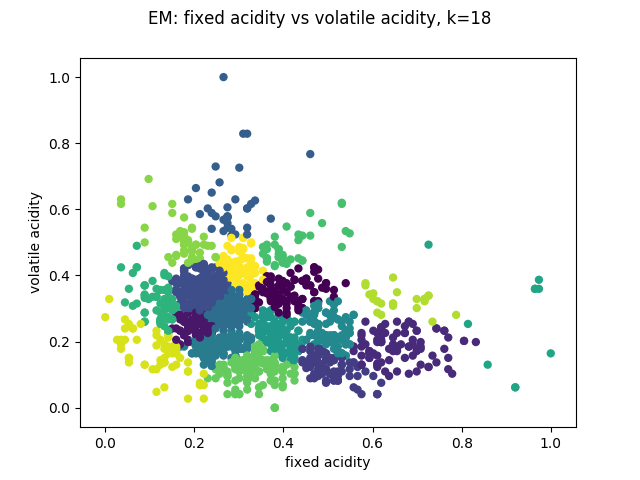 EM: fixed acidity vs volatile acidity, k=18
1.0
0.8
0.6
0.4
0.2
0.0
volatile acidity
0.0 0.2 0.4 0.6 0.8 1.0
fixed acidity